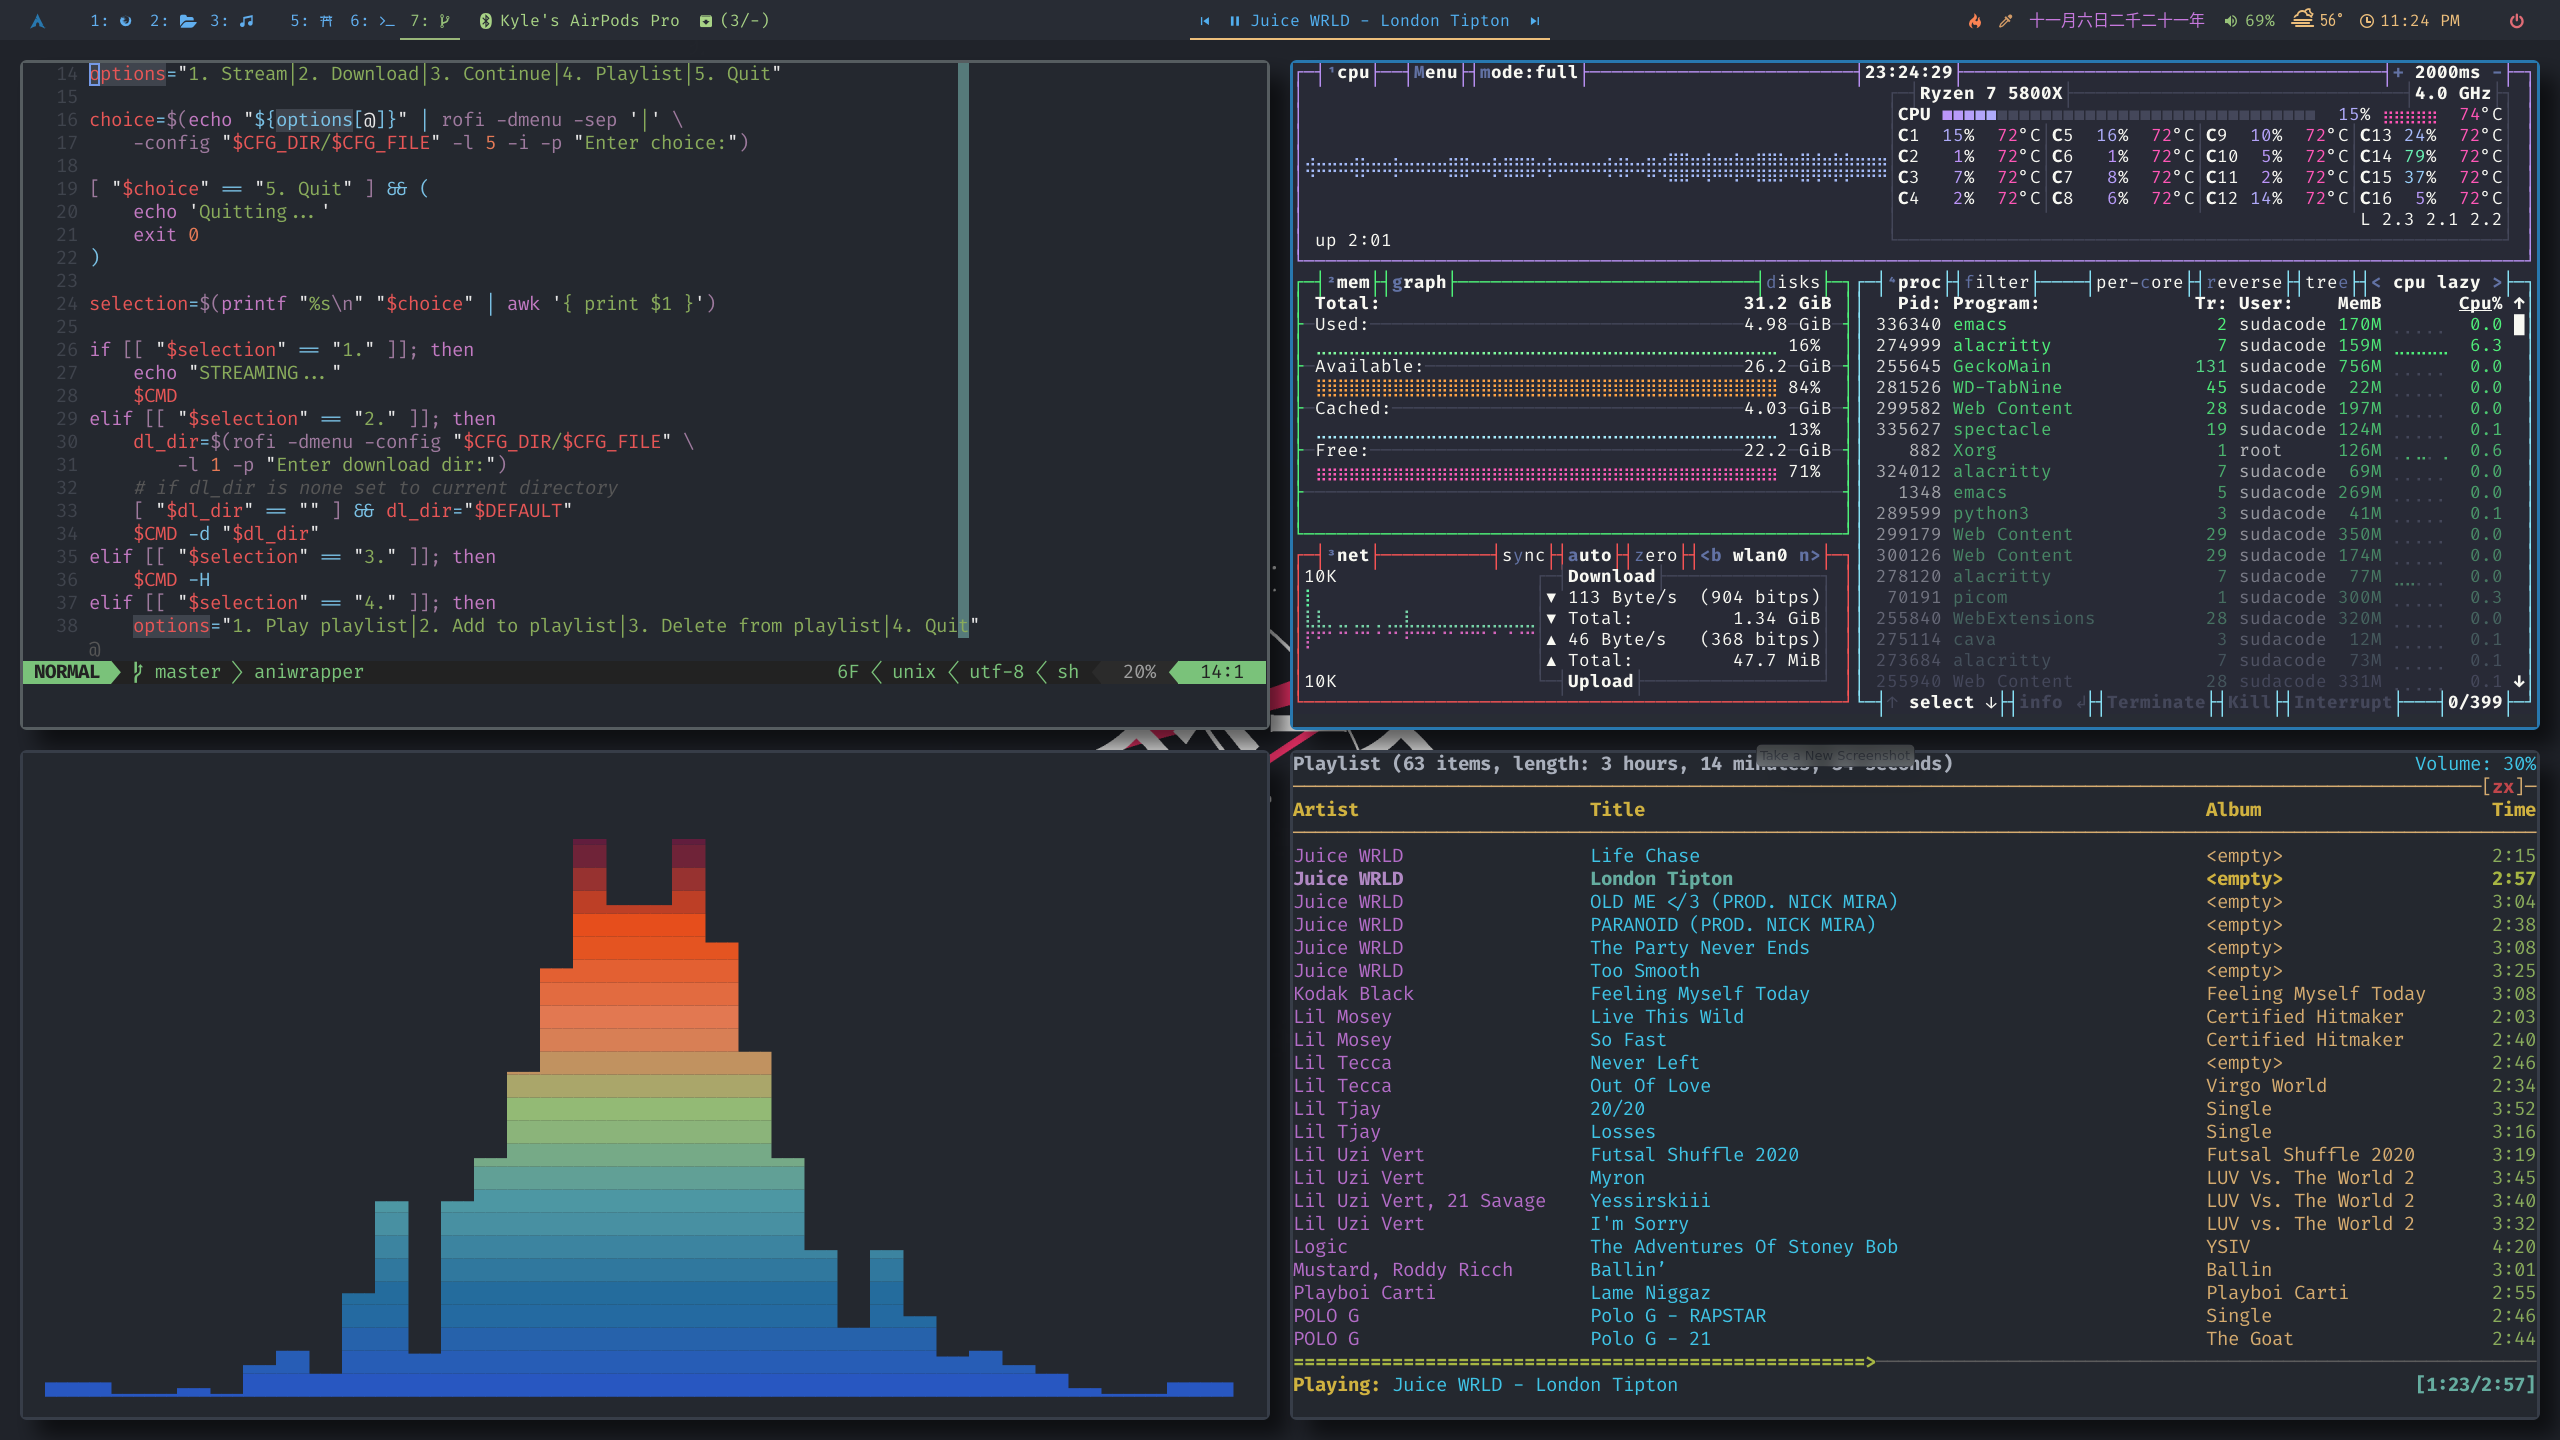 1: 2: 3: 5: 6: >_ 7: Kyle's AirPods Pro (3/-)
Juice WRLD - London Tipton
十一月六日二千二十一年 69% 56° 11:24 PM
14 options="1. Stream|2. Download|3. Continue|4. Playlist|5. Quit"
15
16 choice=$(echo "${options[@]}" | rofi -dmenu -sep '|' \
17 -config "$CFG_DIR/$CFG_FILE" -l 5 -i -p "Enter choice:")
18
19 [ "$choice" == "5. Quit" ] && (
20 echo 'Quitting...'
21 exit 0
22 )
23
24 selection=$(printf "%s\n" "$choice" | awk '{ print $1 }')
25
26 if [[ "$selection" == "1." ]]; then
27 echo "STREAMING..."
28 $CMD
29 elif [[ "$selection" == "2." ]]; then
30 dl_dir=$(rofi -dmenu -config "$CFG_DIR/$CFG_FILE" \
31 -l 1 -p "Enter download dir:")
32 # if dl_dir is none set to current directory
33 [ "$dl_dir" == "" ] && dl_dir="$DEFAULT"
34 $CMD -d "$dl_dir"
35 elif [[ "$selection" == "3." ]]; then
36 $CMD -H
37 elif [[ "$selection" == "4." ]]; then
38 options="1. Play playlist|2. Add to playlist|3. Delete from playlist|4. Quit"
@
NORMAL master aniwrapper 6F unix utf-8 sh 20% 14:1
¹cpu Menu mode:full 23:24:29 + 2000ms -
Ryzen 7 5800X 4.0 GHz
CPU 15% 74°C
C1 15% 72°C C5 16% 72°C C9 10% 72°C C13 24% 72°C
C2 1% 72°C C6 1% 72°C C10 5% 72°C C14 79% 72°C
C3 7% 72°C C7 8% 72°C C11 2% 72°C C15 37% 72°C
C4 2% 72°C C8 6% 72°C C12 14% 72°C C16 5% 72°C
L 2.3 2.1 2.2
up 2:01
²mem graph disks
Total: 31.2 GiB
Used: 4.98 GiB
16%
Available: 26.2 GiB
84%
Cached: 4.03 GiB
13%
Free: 22.2 GiB
71%
³net sync auto zero <b wlan0 n>
10K Download
▼ 113 Byte/s (904 bitps)
▼ Total: 1.34 GiB
▲ 46 Byte/s (368 bitps)
▲ Total: 47.7 MiB
10K Upload
⁴proc filter per-core reverse tree < cpu lazy >
Pid: Program: Tr: User: MemB Cpu% ↑
336340 emacs 2 sudacode 170M 0.0
274999 alacritty 7 sudacode 159M 6.3
255645 GeckoMain 131 sudacode 756M 0.0
281526 WD-TabNine 45 sudacode 22M 0.0
299582 Web Content 28 sudacode 197M 0.0
335627 spectacle 19 sudacode 124M 0.1
882 Xorg 1 root 126M 0.6
324012 alacritty 7 sudacode 69M 0.0
1348 emacs 5 sudacode 269M 0.0
289599 python3 3 sudacode 41M 0.1
299179 Web Content 29 sudacode 350M 0.0
300126 Web Content 29 sudacode 174M 0.0
278120 alacritty 7 sudacode 77M 0.0
70191 picom 1 sudacode 300M 0.3
255840 WebExtensions 28 sudacode 320M 0.0
275114 cava 3 sudacode 12M 0.1
273684 alacritty 7 sudacode 73M 0.1
255940 Web Content 28 sudacode 331M 0.1 ↓
↑ select ↓ info ↲ Terminate Kill Interrupt 0/399
Take a New Screenshot
Playlist (63 items, length: 3 hours, 14 seconds) Volume: 30%
[zx]
Artist Title Album Time
Juice WRLD Life Chase <empty> 2:15
Juice WRLD London Tipton <empty> 2:57
Juice WRLD OLD ME </3 (PROD. NICK MIRA) <empty> 3:04
Juice WRLD PARANOID (PROD. NICK MIRA) <empty> 2:38
Juice WRLD The Party Never Ends <empty> 3:08
Juice WRLD Too Smooth <empty> 3:25
Kodak Black Feeling Myself Today Feeling Myself Today 3:08
Lil Mosey Live This Wild Certified Hitmaker 2:03
Lil Mosey So Fast Certified Hitmaker 2:40
Lil Tecca Never Left <empty> 2:46
Lil Tecca Out Of Love Virgo World 2:34
Lil Tjay 20/20 Single 3:52
Lil Tjay Losses Single 3:16
Lil Uzi Vert Futsal Shuffle 2020 Futsal Shuffle 2020 3:19
Lil Uzi Vert Myron LUV Vs. The World 2 3:45
Lil Uzi Vert, 21 Savage Yessirskiii LUV Vs. The World 2 3:40
Lil Uzi Vert I'm Sorry LUV vs. The World 2 3:32
Logic The Adventures Of Stoney Bob YSIV 4:20
Mustard, Roddy Ricch Ballin’ Ballin 3:01
Playboi Carti Lame Niggaz Playboi Carti 2:55
POLO G Polo G - RAPSTAR Single 2:46
POLO G Polo G - 21 The Goat 2:44
Playing: Juice WRLD - London Tipton [1:23/2:57]